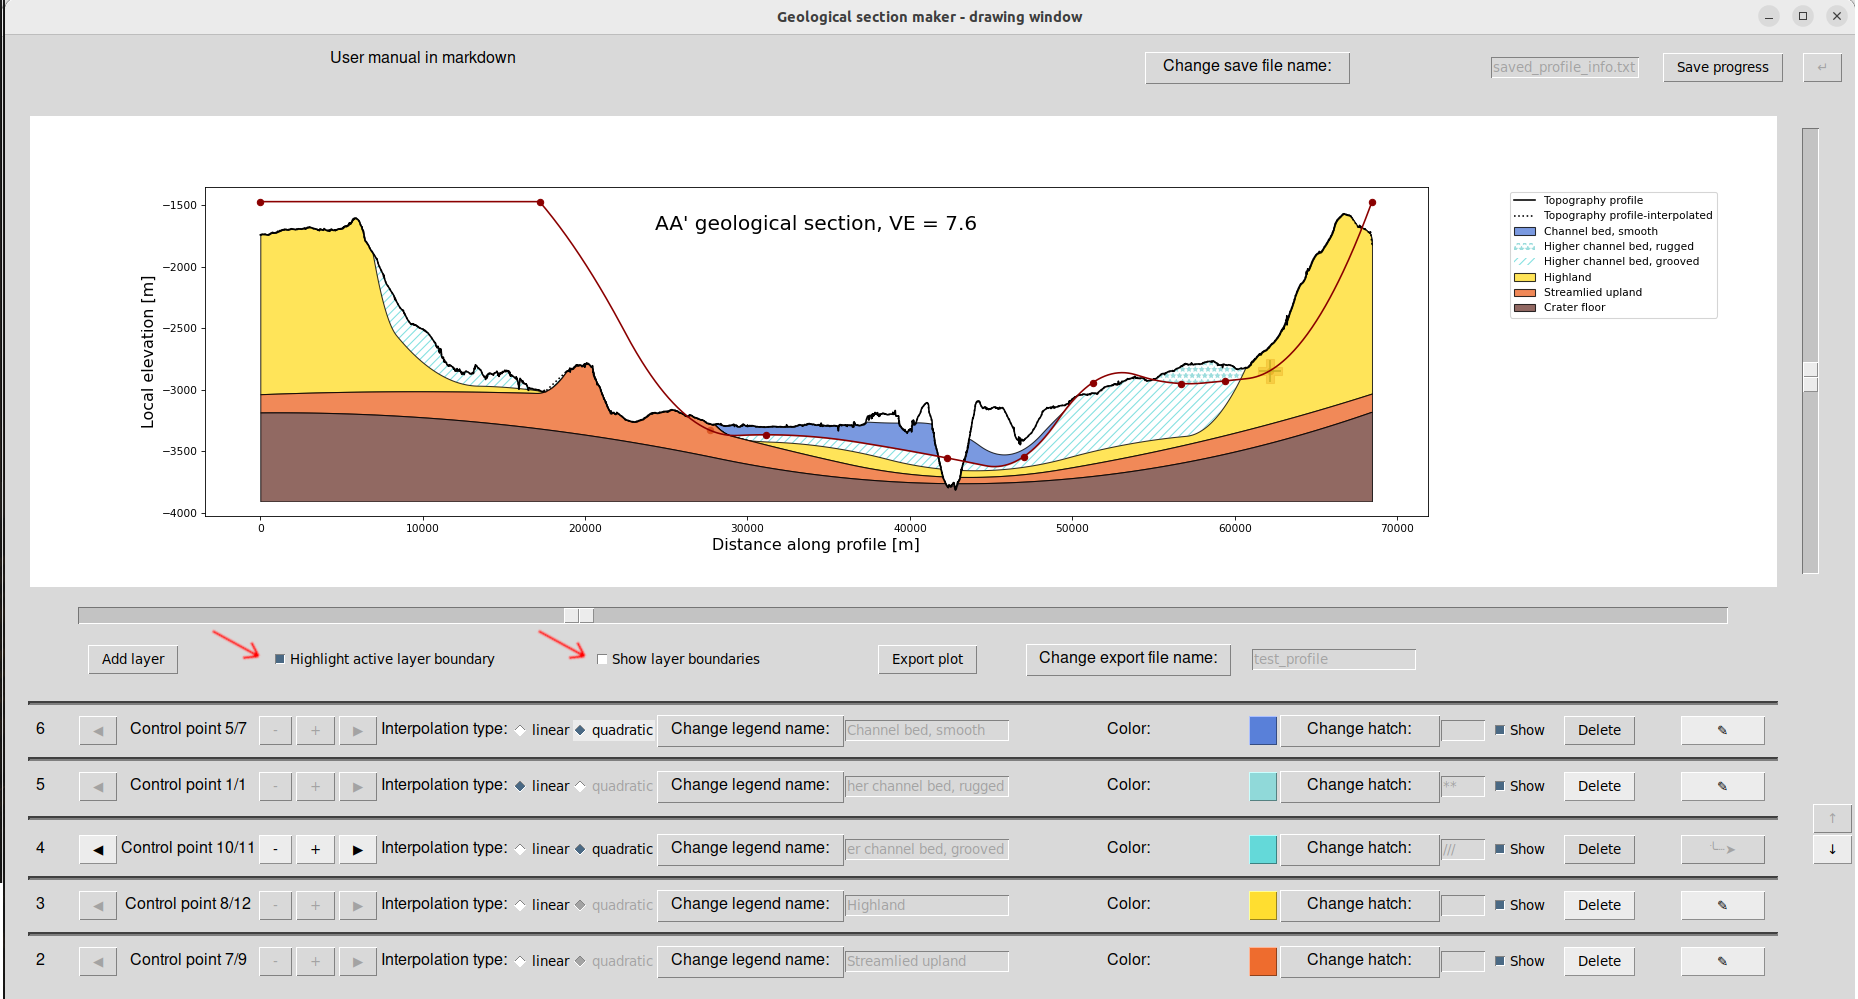 Geological section maker - drawing window
User manual in markdown
Change save file name:
saved_profile_info.txt
Save progress
AA' geological section, VE = 7.6
Local elevation [m]
−1500
−2000
−2500
−3000
−3500
−4000
0 10000 20000 30000 40000 50000 60000 70000
Distance along profile [m]
Topography profile
Topography profile-interpolated
Channel bed, smooth
Higher channel bed, rugged
Higher channel bed, grooved
Highland
Streamlied upland
Crater floor
Add layer
Highlight active layer boundary
Show layer boundaries
Export plot
Change export file name:
test_profile
6 Control point 5/7 - + Interpolation type: linear quadratic Change legend name: Channel bed, smooth Color: Change hatch: Show Delete
5 Control point 1/1 - + Interpolation type: linear quadratic Change legend name: her channel bed, rugged Color: Change hatch: ** Show Delete
4 Control point 10/11 - + Interpolation type: linear quadratic Change legend name: er channel bed, grooved Color: Change hatch: /// Show Delete
3 Control point 8/12 - + Interpolation type: linear quadratic Change legend name: Highland Color: Change hatch: Show Delete
2 Control point 7/9 - + Interpolation type: linear quadratic Change legend name: Streamlied upland Color: Change hatch: Show Delete